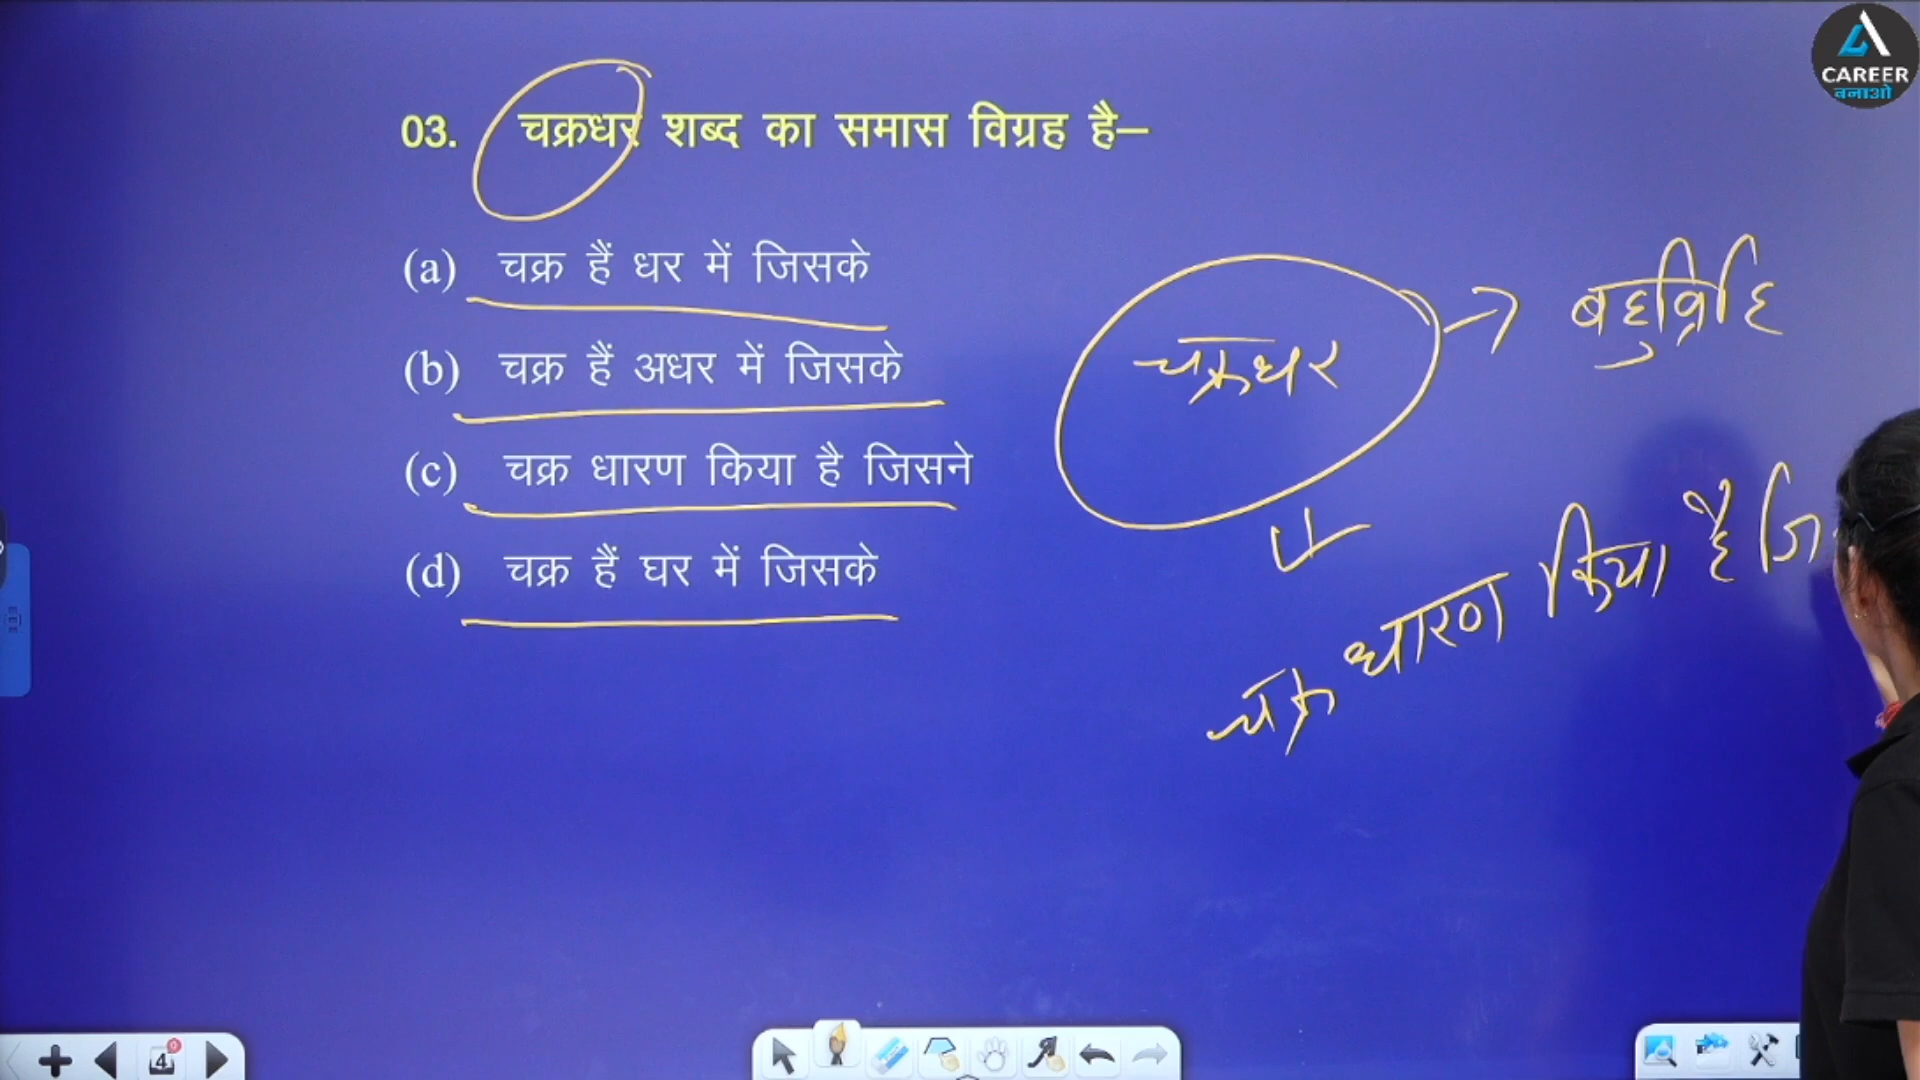 CAREER
बनाओ
03. चक्रधर शब्द का समास विग्रह है–
(a) चक्र हैं धर में जिसके
(b) चक्र हैं अधर में जिसके
(c) चक्र धारण किया है जिसने
(d) चक्र हैं घर में जिसके
चक्रधर → बहुव्रिहि
चक्र धारण किया है जि
4